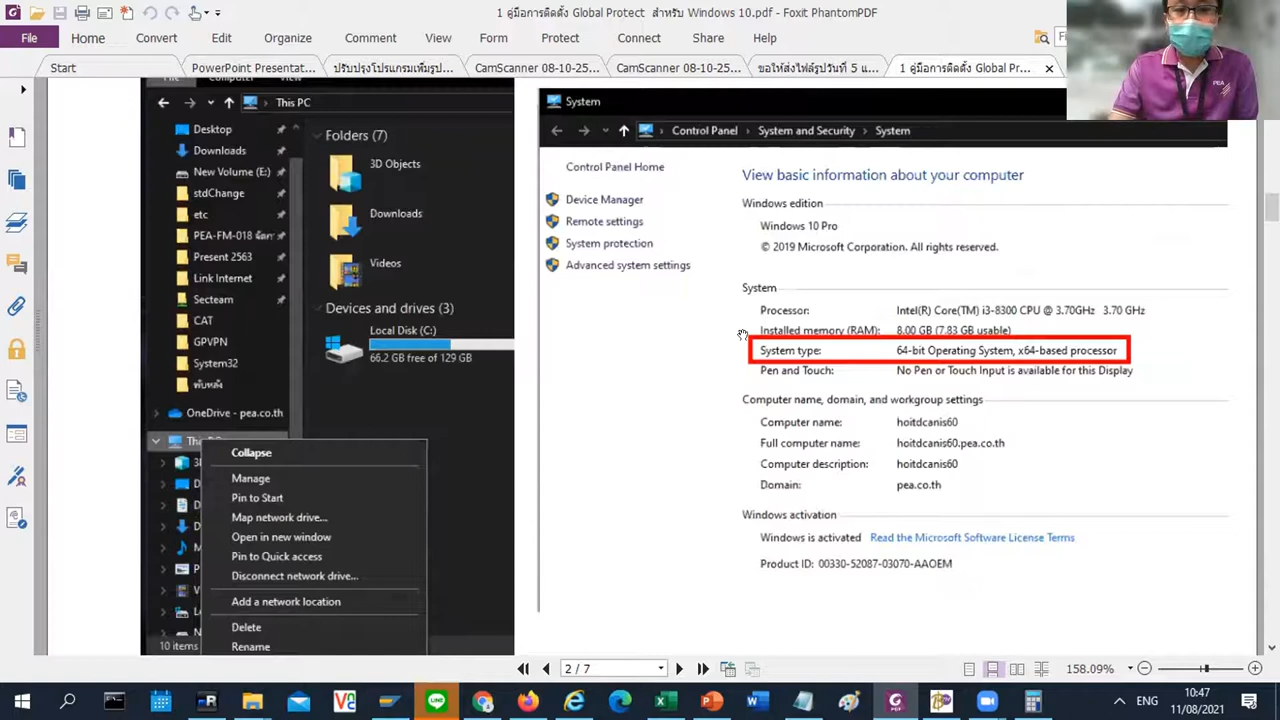 1 คู่มือการติดตั้ง Global Protect สำหรับ Windows 10.pdf - Foxit PhantomPDF
File Home Convert Edit Organize Comment View Form Protect Connect Share Help
Start PowerPoint Presentat... ปรับปรุงโปรแกรมเพิ่มรูป... CamScanner 08-10-25... CamScanner 08-10-25... ขอให้ส่งไฟล์รูปวันที่ 5 แ... 1 คู่มือการติดตั้ง Global Pr...
PEA
This PC
Desktop
Downloads
New Volume (E:)
stdChange
etc
PEA-FM-018
Present 2563
Link Internet
Secteam
CAT
GPVPN
System32
พับหลัง
OneDrive - pea.co.th
Folders (7)
3D Objects
Downloads
Videos
Devices and drives (3)
Local Disk (C:)
66.2 GB free of 129 GB
Collapse
Manage
Pin to Start
Map network drive...
Open in new window
Pin to Quick access
Disconnect network drive...
Add a network location
Delete
Rename
10 items
System
Control Panel > System and Security > System
Control Panel Home
Device Manager
Remote settings
System protection
Advanced system settings
View basic information about your computer
Windows edition
Windows 10 Pro
© 2019 Microsoft Corporation. All rights reserved.
System
Processor: Intel(R) Core(TM) i3-8300 CPU @ 3.70GHz 3.70 GHz
Installed memory (RAM): 8.00 GB (7.83 GB usable)
System type: 64-bit Operating System, x64-based processor
Pen and Touch: No Pen or Touch Input is available for this Display
Computer name, domain, and workgroup settings
Computer name: hoitdcanis60
Full computer name: hoitdcanis60.pea.co.th
Computer description: hoitdcanis60
Domain: pea.co.th
Windows activation
Windows is activated Read the Microsoft Software License Terms
Product ID: 00330-52087-03070-AAOEM
2 / 7
158.09%
ENG
10:47
11/08/2021